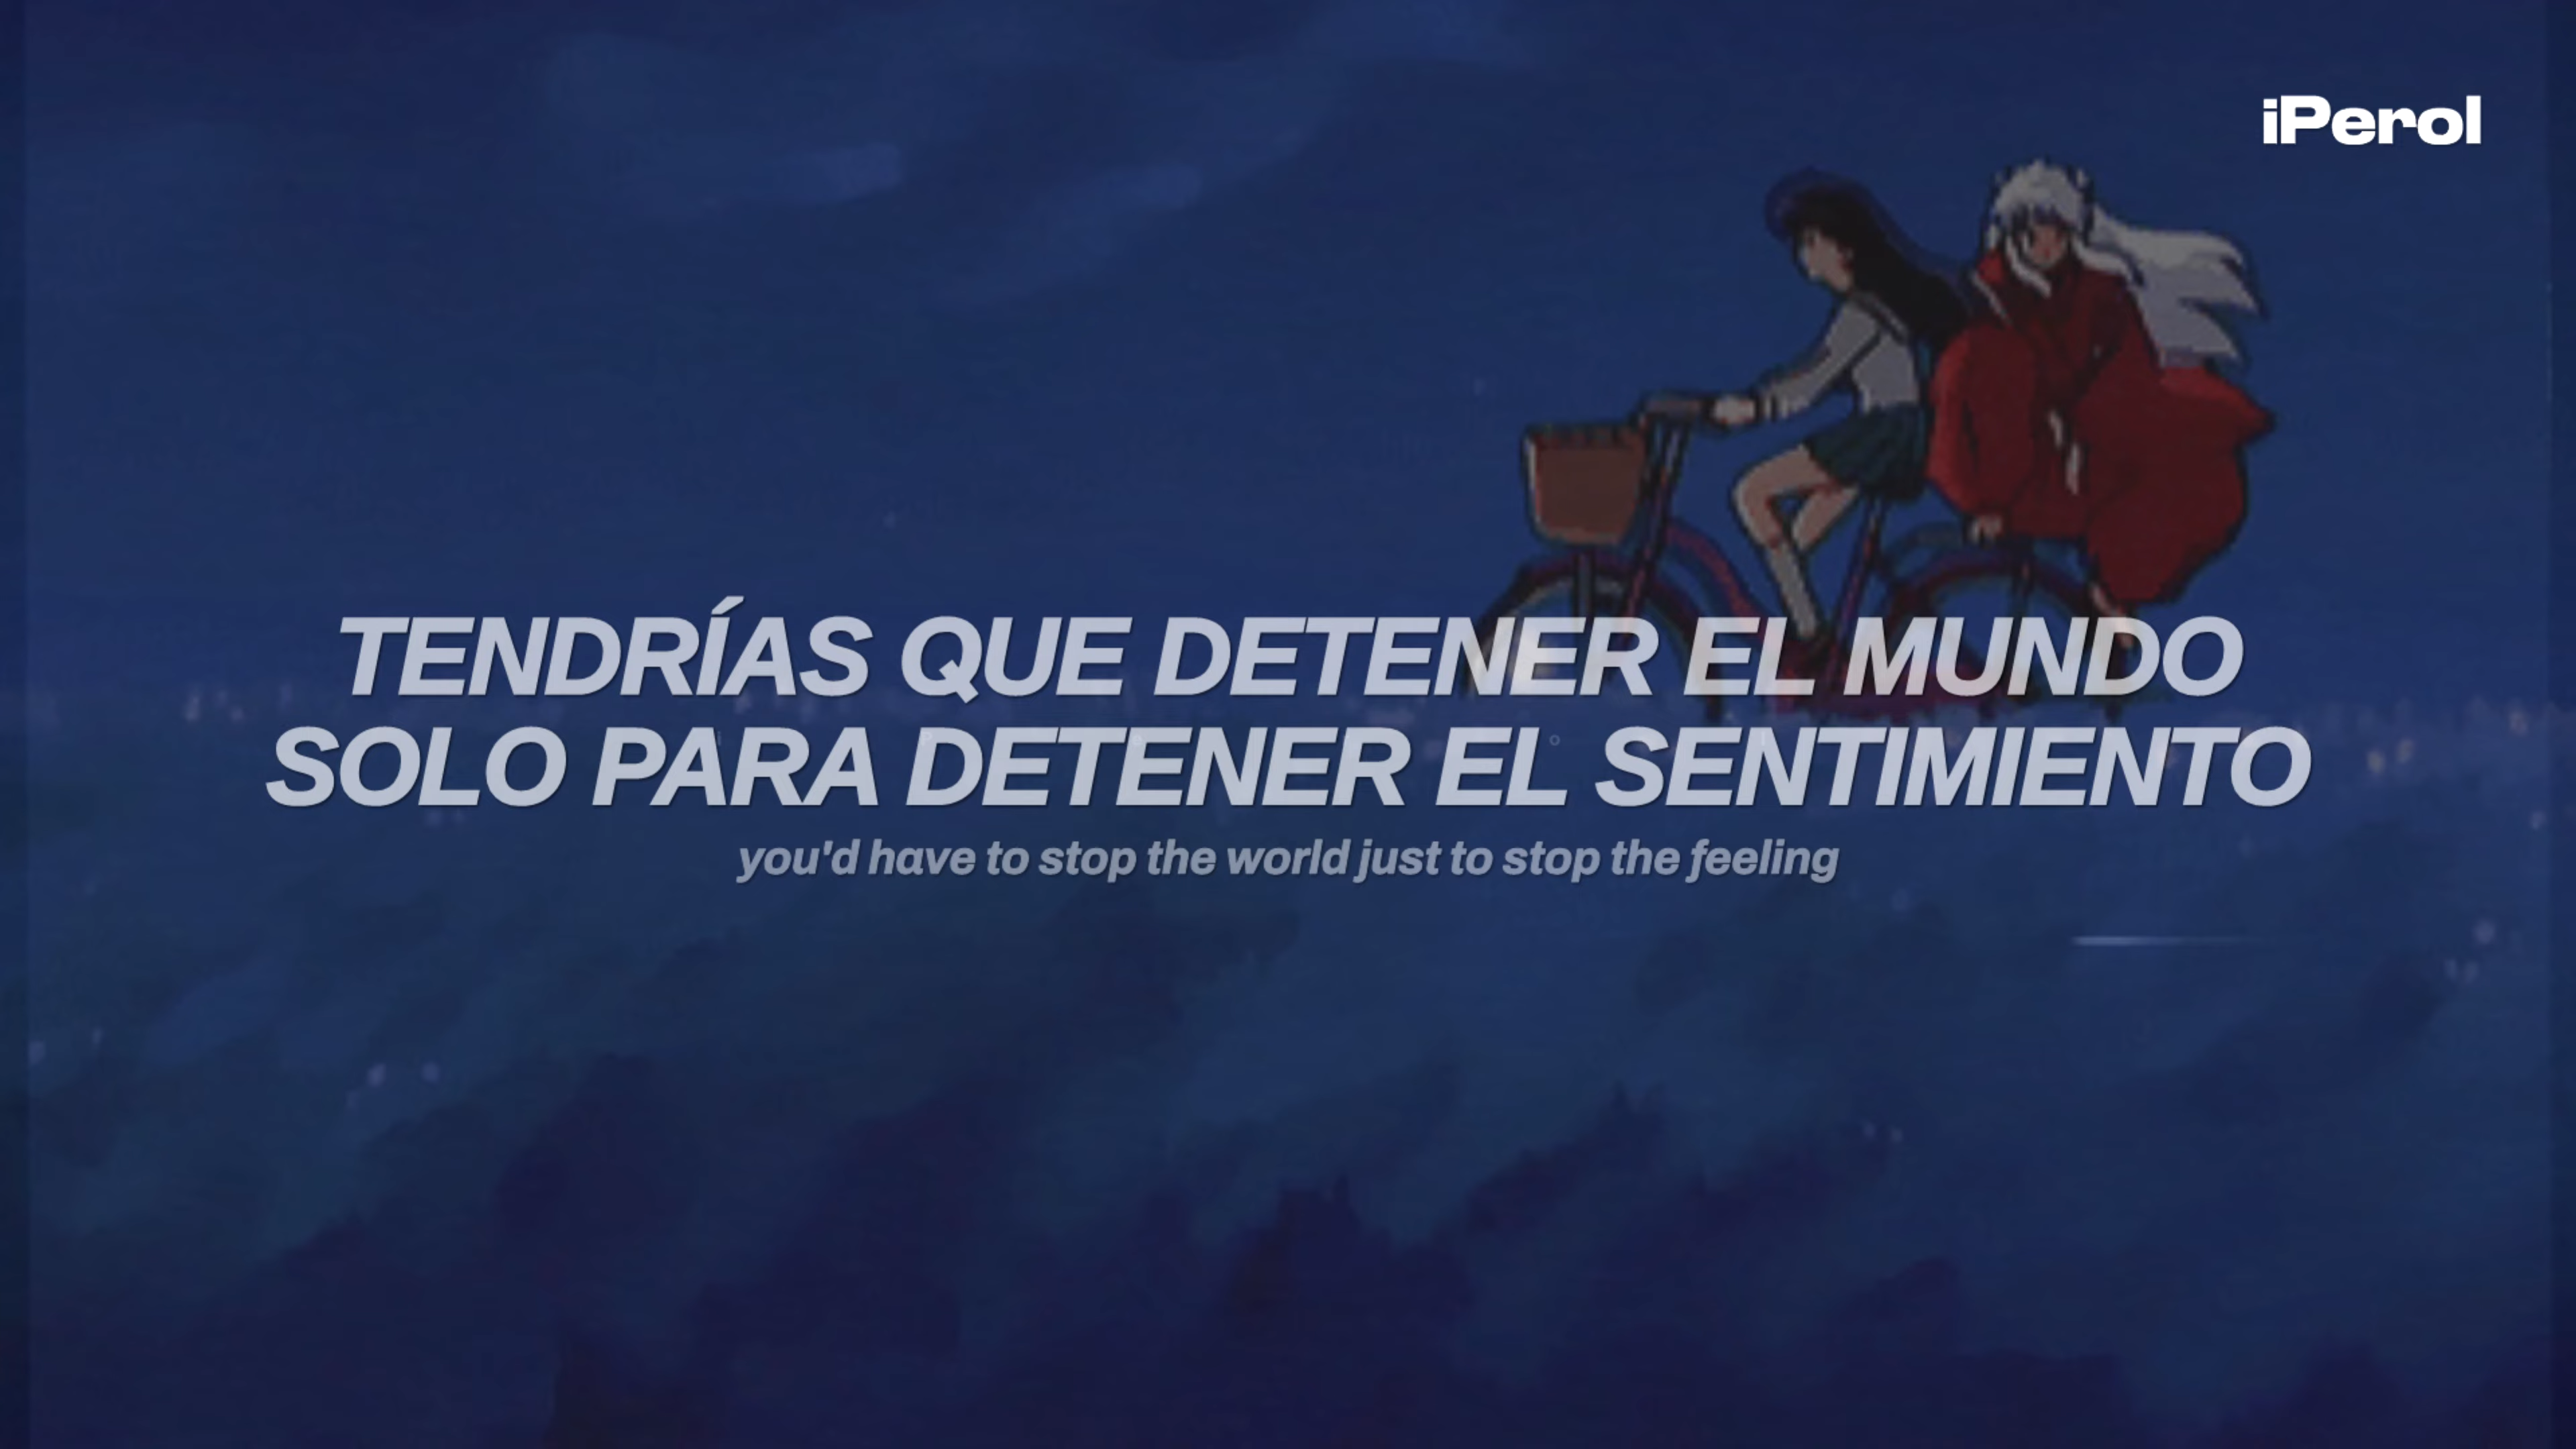 iPerol
TENDRÍAS QUE DETENER EL MUNDO
SOLO PARA DETENER EL SENTIMIENTO
you'd have to stop the world just to stop the feeling